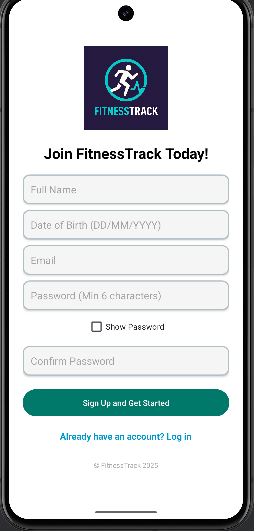 FITNESSTRACK
Join FitnessTrack Today!
Full Name
Date of Birth (DD/MM/YYYY)
Email
Password (Min 6 characters)
Show Password
Confirm Password
Sign Up and Get Started
Already have an account? Log in
© FitnessTrack 2025